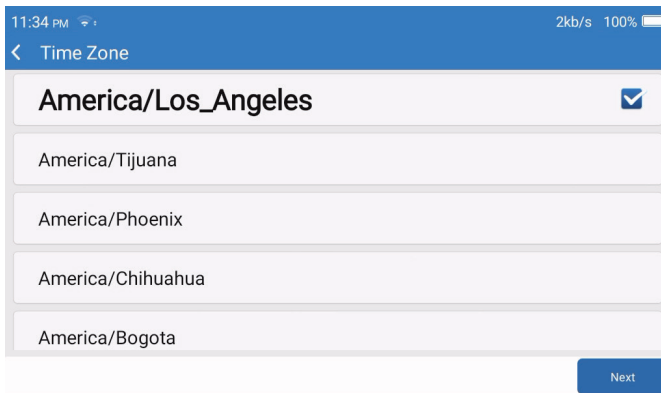 11:34 PM 2kb/s 100%
Time Zone
America/Los_Angeles
America/Tijuana
America/Phoenix
America/Chihuahua
America/Bogota
Next